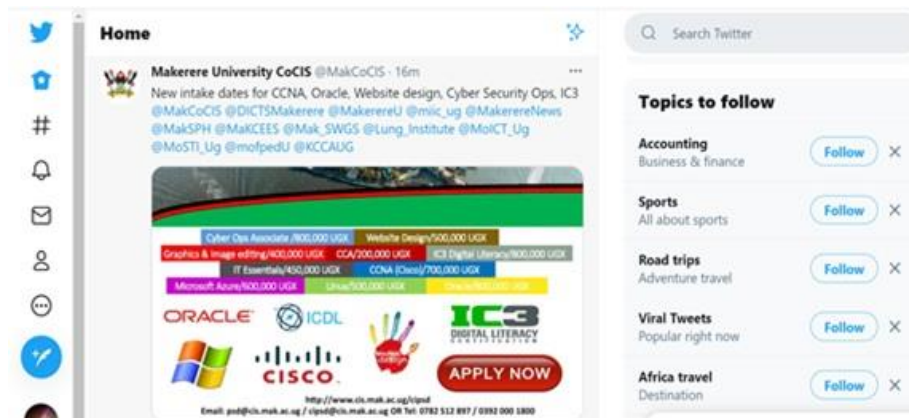 Home
Search Twitter
Makerere University CoCIS @MakCoCIS · 16m
New intake dates for CCNA, Oracle, Website design, Cyber Security Ops, IC3
@MakCoCIS @DICTSMakerere @MakerereU @mic_ug @MakerereNews
@MakSPH @MaKCEES @Mak_SWGS @Lung_Institute @MoICT_Ug
@MoSTI_Ug @mofpedU @KCCAUG
Cyber Ops Associate /800,000 UGX Website Design/500,000 UGX
Graphics & Image editing/400,000 UGX CCA/200,000 UGX IC3 Digital Literacy/800,000 UGX
IT Essentials/450,000 UGX CCNA (Cisco)/700,000 UGX
Microsoft Azure/600,000 UGX Linux/500,000 UGX
ORACLE ICDL IC3
DIGITAL LITERACY
CERTIFICATION
CISCO.
APPLY NOW
http://www.cis.mak.ac.ug/cipsd
Email: psd@cis.mak.ac.ug / cipsd@cis.mak.ac.ug OR Tel: 0782 512 897 / 0392 000 1800
Topics to follow
Accounting
Business & finance
Follow
Sports
All about sports
Follow
Road trips
Adventure travel
Follow
Viral Tweets
Popular right now
Follow
Africa travel
Destination
Follow